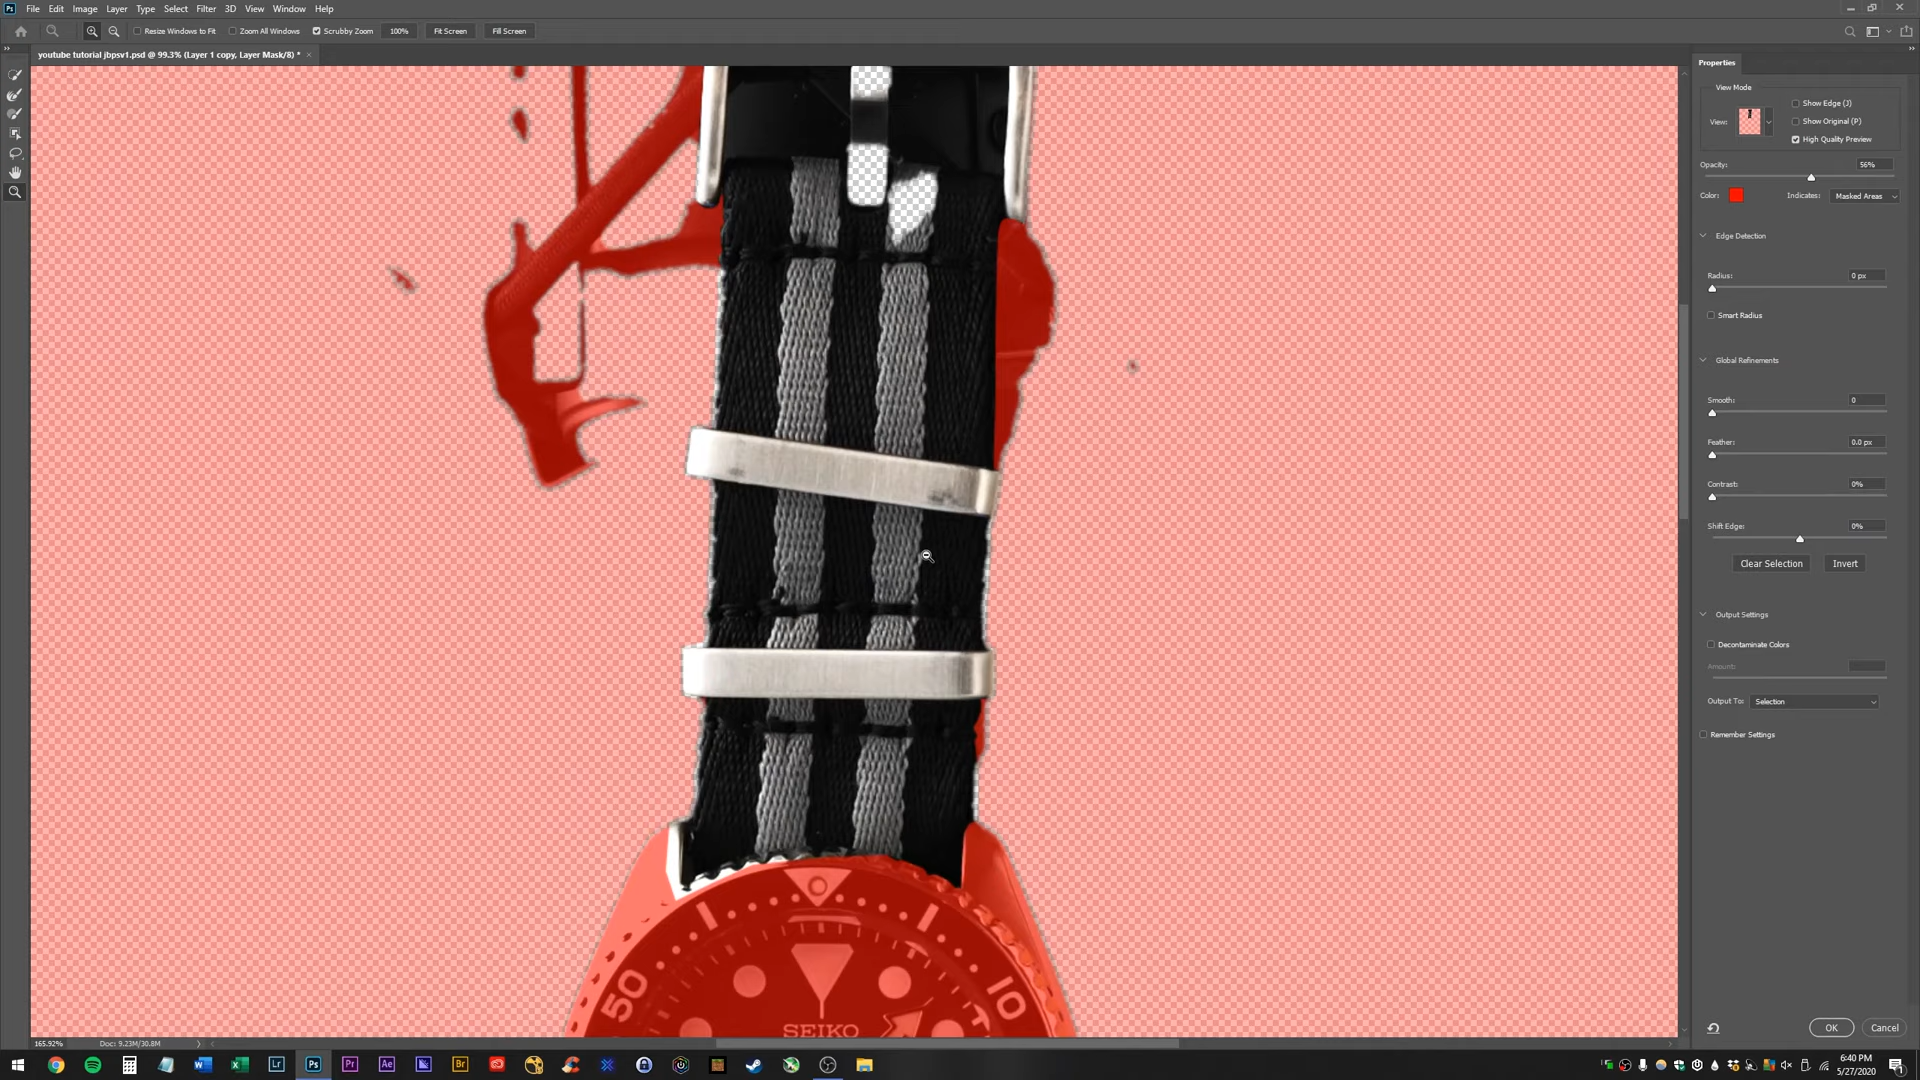 File Edit Image Layer Type Select Filter 3D View Window Help
Resize Windows to Fit Zoom All Windows Scrubby Zoom 100% Fit Screen Fill Screen
youtube tutorial jbpsv1.psd @ 99.3% (Layer 1 copy, Layer Mask/8) *
Properties
View Mode
Show Edge (J)
View:
Show Original (P)
High Quality Preview
Opacity: 56%
Color: Indicates: Masked Areas
Edge Detection
Radius: 0 px
Smart Radius
Global Refinements
Smooth: 0
Feather: 0.0 px
Contrast: 0%
Shift Edge: 0%
Clear Selection Invert
Output Settings
Decontaminate Colors
Amount:
Output To: Selection
Remember Settings
50 10
SEIKO
OK Cancel
165.92% Doc: 9.23M/30.8M
Lr Ps Pr Ae Br
6:40 PM
5/27/2020